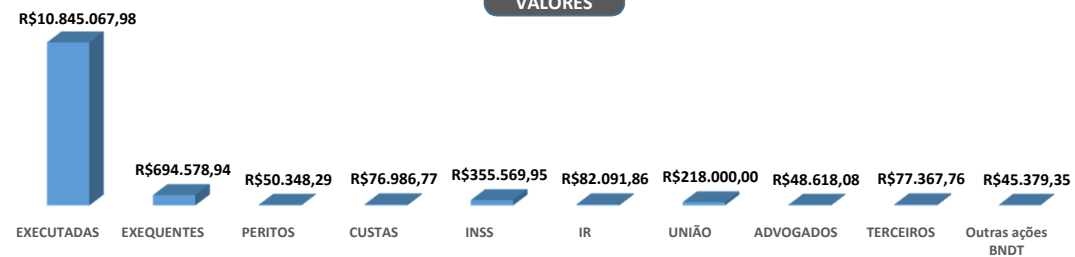 VALORES
R$10.845.067,98
R$694.578,94
R$50.348,29
R$76.986,77
R$355.569,95
R$82.091,86
R$218.000,00
R$48.618,08
R$77.367,76
R$45.379,35
EXECUTADAS
EXEQUENTES
PERITOS
CUSTAS
INSS
IR
UNIÃO
ADVOGADOS
TERCEIROS
Outras ações
BNDT